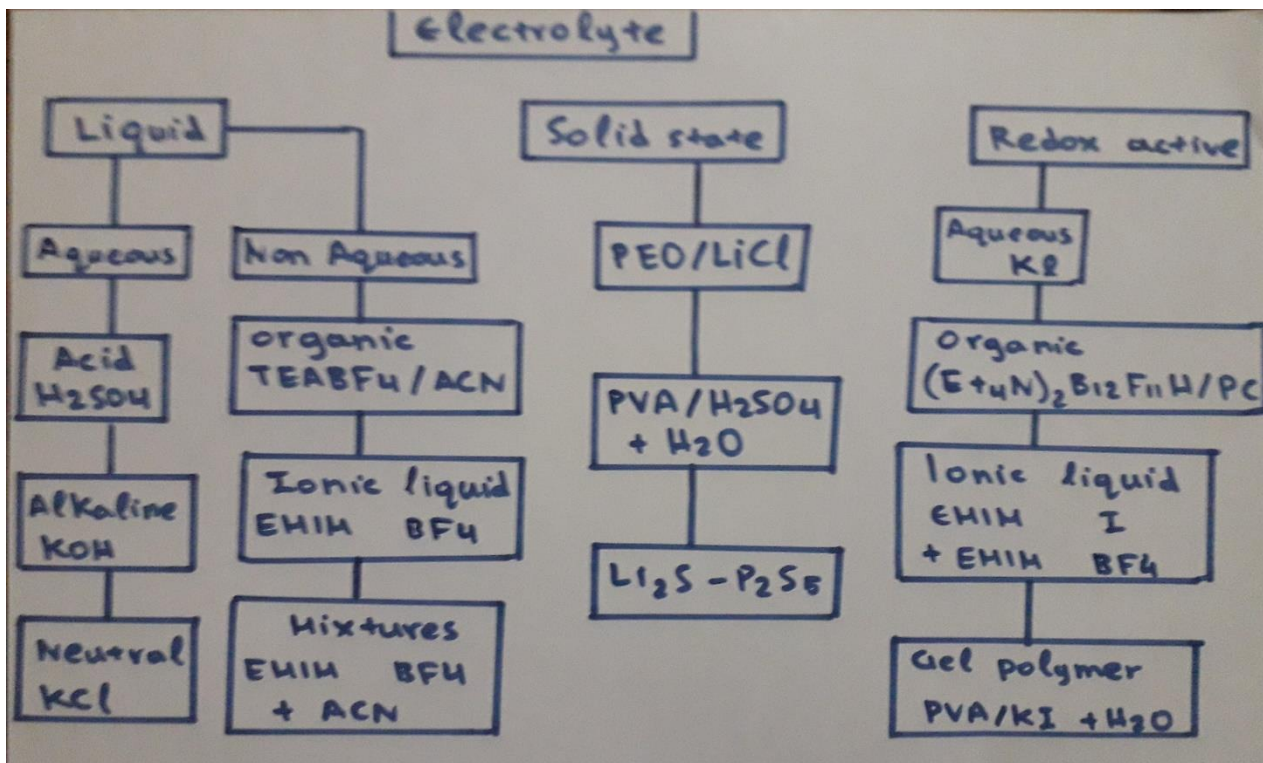 Electrolyte
Liquid
Aqueous
Acid
H2SO4
Alkaline
KOH
Neutral
KCl
Non Aqueous
Organic
TEABF4/ACN
Ionic liquid
EMIM BF4
Mixtures
EMIM BF4
+ ACN
Solid state
PEO/LiCl
PVA/H2SO4
+ H2O
Li2S-P2S5
Redox active
Aqueous
KI
Organic
(Et4N)2B12F11H/PC
Ionic liquid
EMIM I
+ EMIM BF4
Gel polymer
PVA/KI +H2O